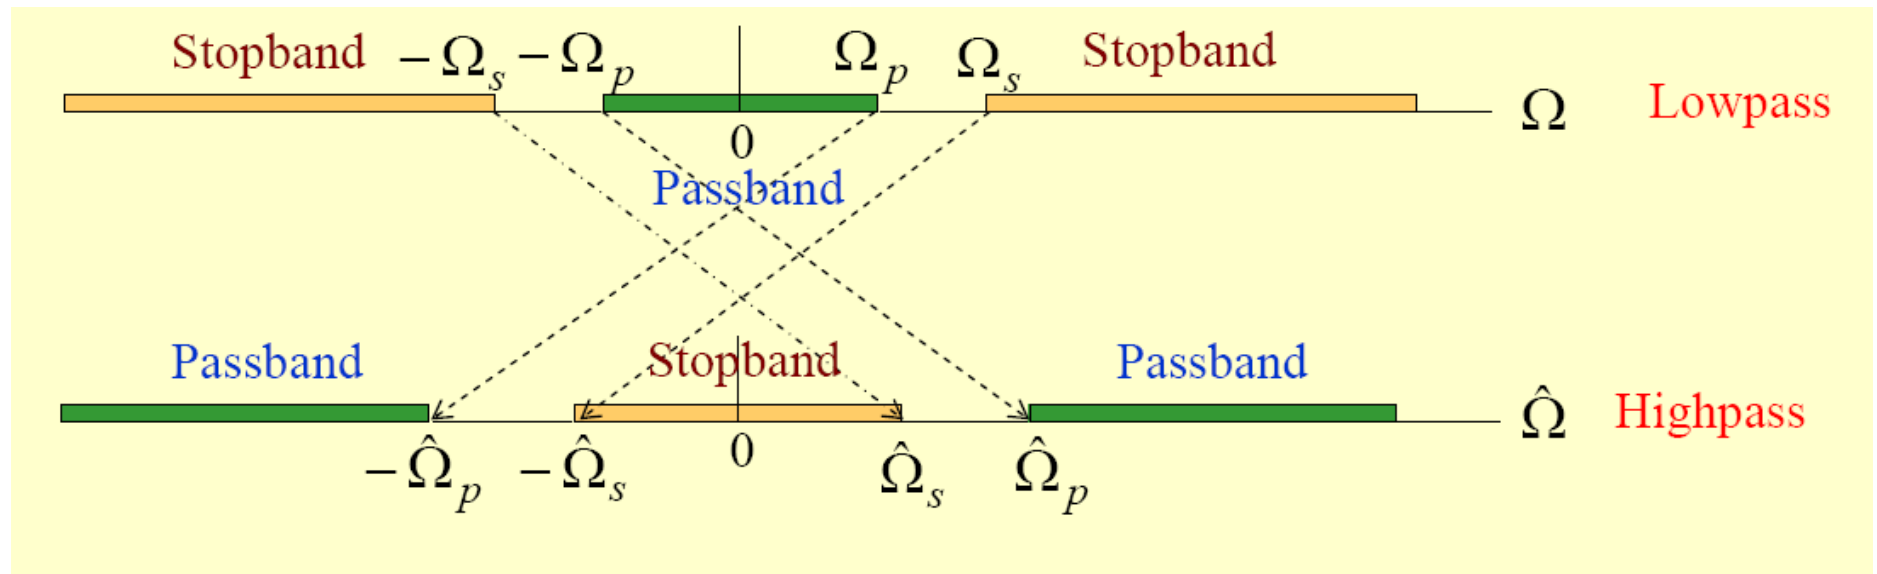 Stopband −Ωs −Ωp Ωp Ωs Stopband
0 Ω Lowpass
Passband
Passband Stopband Passband
0 Ω̂ Highpass
−Ω̂p −Ω̂s Ω̂s Ω̂p